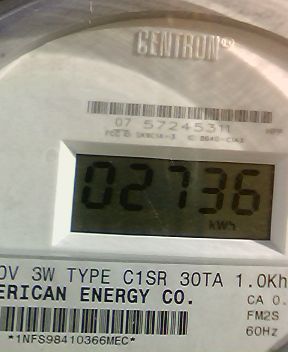 CENTRON®
07 57245311
02736
kWh
0V 3W TYPE C1SR 30TA 1.0Kh
ERICAN ENERGY CO.
CA 0.
FM2S
60Hz
*1NFS98410366MEC*